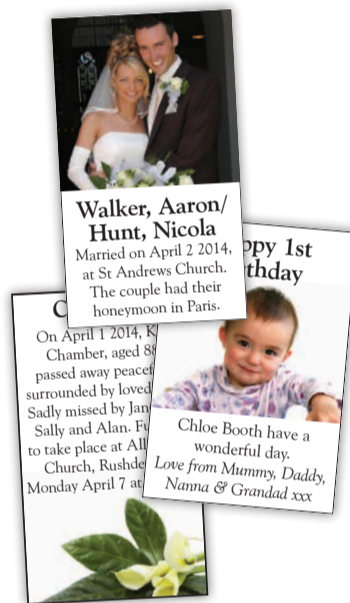 Walker, Aaron/
Hunt, Nicola
Married on April 2 2014,
at St Andrews Church.
The couple had their
honeymoon in Paris.
1st
Chloe Booth have a
wonderful day.
Love from Mummy, Daddy,
Nanna & Grandad xxx
On April 1 2014,
Chamber, aged
passed away
surrounded by loved
Sadly missed by
Sally and Alan.
to take place at
Church,
Monday April 7 at